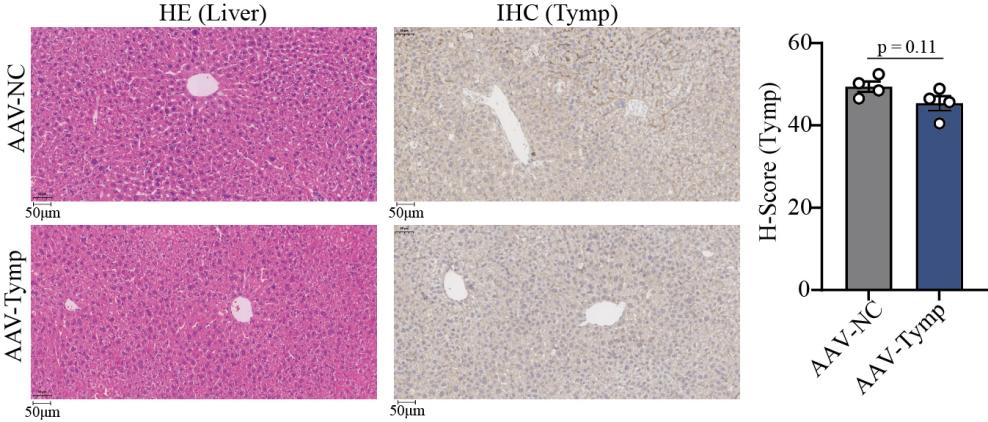 HE (Liver)
IHC (Tymp)
AAV-NC
50μm
50μm
AAV-Tymp
50μm
50μm
H-Score (Tymp)
60
40
20
0
p = 0.11
AAV-NC
AAV-Tymp